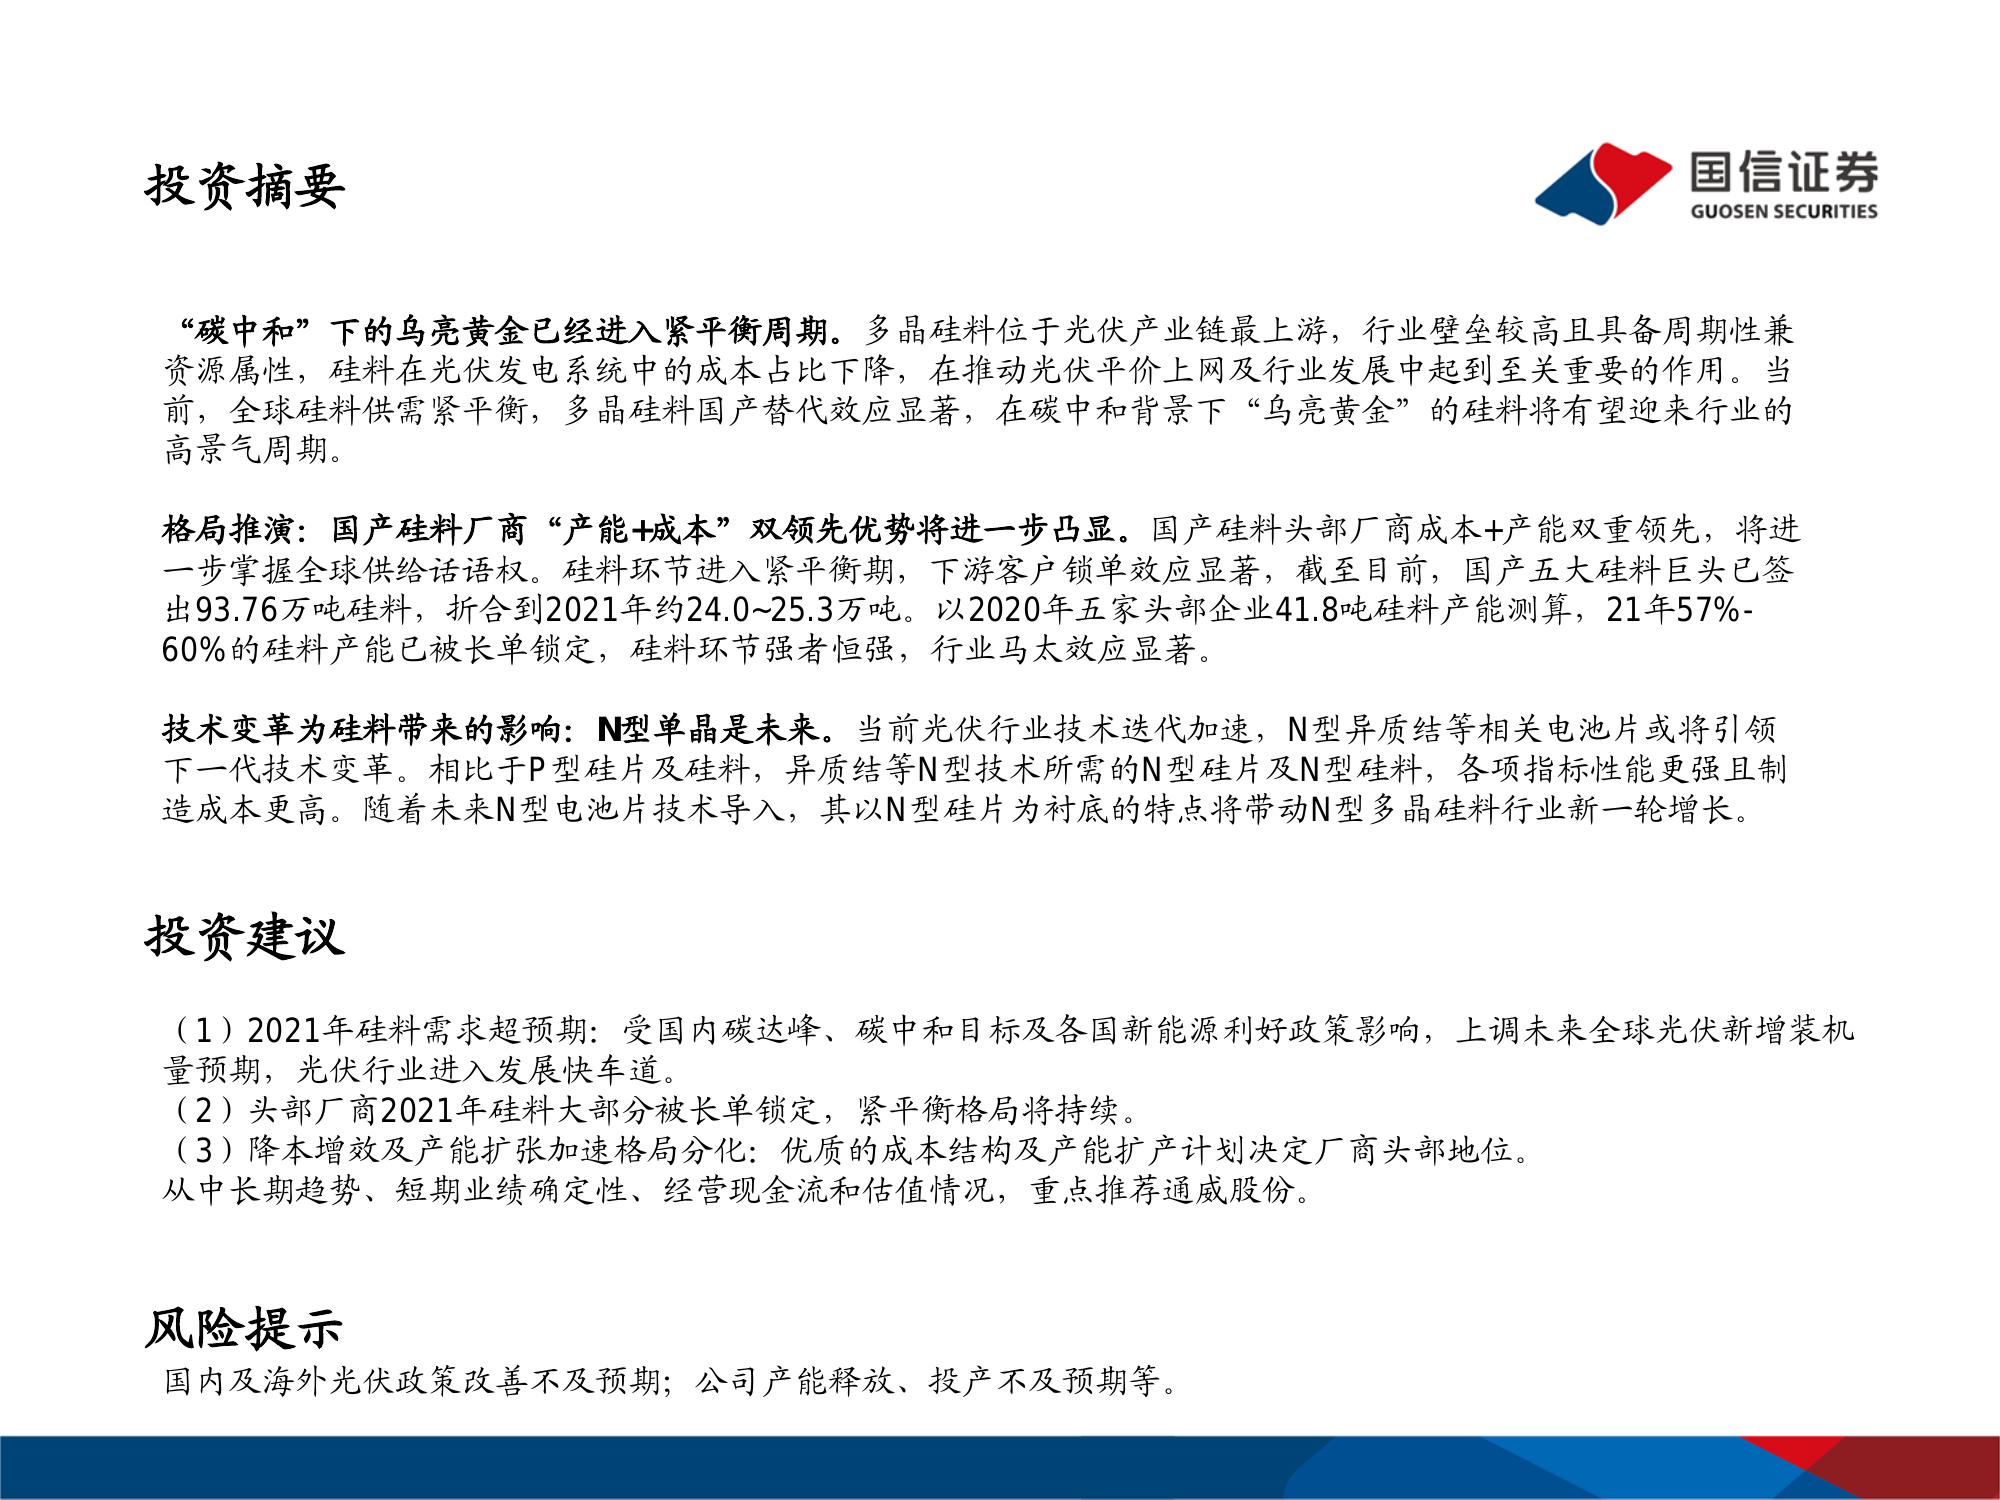 投资摘要
国信证券
GUOSEN SECURITIES
“碳中和”下的乌亮黄金已经进入紧平衡周期。多晶硅料位于光伏产业链最上游，行业壁垒较高且具备周期性兼
资源属性，硅料在光伏发电系统中的成本占比下降，在推动光伏平价上网及行业发展中起到至关重要的作用。当
前，全球硅料供需紧平衡，多晶硅料国产替代效应显著，在碳中和背景下“乌亮黄金”的硅料将有望迎来行业的
高景气周期。
格局推演：国产硅料厂商“产能+成本”双领先优势将进一步凸显。国产硅料头部厂商成本+产能双重领先，将进
一步掌握全球供给话语权。硅料环节进入紧平衡期，下游客户锁单效应显著，截至目前，国产五大硅料巨头已签
出93.76万吨硅料，折合到2021年约24.0~25.3万吨。以2020年五家头部企业41.8吨硅料产能测算，21年57%-
60%的硅料产能已被长单锁定，硅料环节强者恒强，行业马太效应显著。
技术变革为硅料带来的影响：N型单晶是未来。当前光伏行业技术迭代加速，N型异质结等相关电池片或将引领
下一代技术变革。相比于P型硅片及硅料，异质结等N型技术所需的N型硅片及N型硅料，各项指标性能更强且制
造成本更高。随着未来N型电池片技术导入，其以N型硅片为衬底的特点将带动N型多晶硅料行业新一轮增长。
投资建议
（1）2021年硅料需求超预期：受国内碳达峰、碳中和目标及各国新能源利好政策影响，上调未来全球光伏新增装机
量预期，光伏行业进入发展快车道。
（2）头部厂商2021年硅料大部分被长单锁定，紧平衡格局将持续。
（3）降本增效及产能扩张加速格局分化：优质的成本结构及产能扩产计划决定厂商头部地位。
从中长期趋势、短期业绩确定性、经营现金流和估值情况，重点推荐通威股份。
风险提示
国内及海外光伏政策改善不及预期；公司产能释放、投产不及预期等。